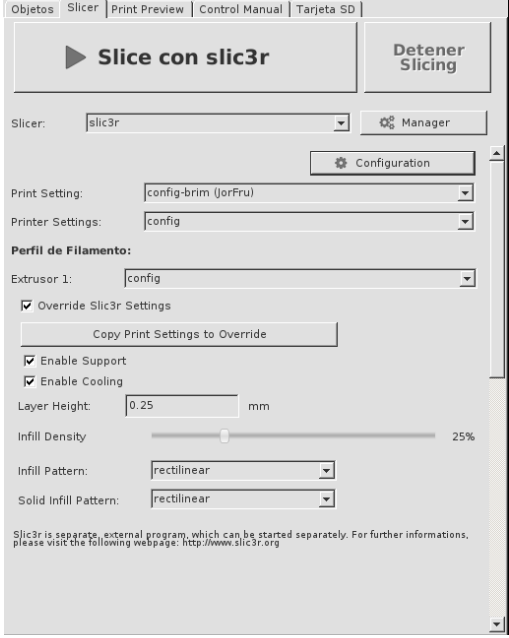 Objetos Slicer Print Preview Control Manual Tarjeta SD
Slice con slic3r
Detener
Slicing
Slicer: slic3r Manager
Configuration
Print Setting: config-brim (JorFru)
Printer Settings: config
Perfil de Filamento:
Extrusor 1: config
Override Slic3r Settings
Copy Print Settings to Override
Enable Support
Enable Cooling
Layer Height: 0.25 mm
Infill Density 25%
Infill Pattern: rectilinear
Solid Infill Pattern: rectilinear
Slic3r is separate, external program, which can be started separately. For further informations,
please visit the following webpage: http://www.slic3r.org